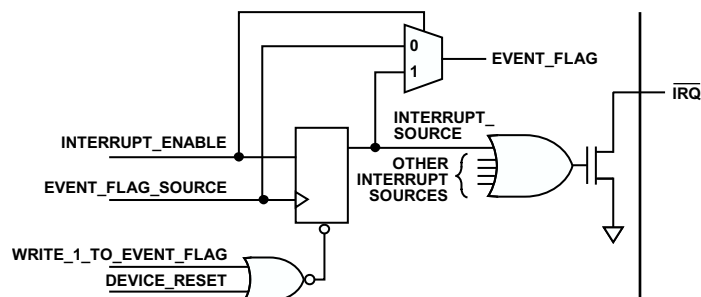 0
EVENT_FLAG
1
IRQ
INTERRUPT_
SOURCE
INTERRUPT_ENABLE
OTHER
INTERRUPT
SOURCES
EVENT_FLAG_SOURCE
WRITE_1_TO_EVENT_FLAG
DEVICE_RESET